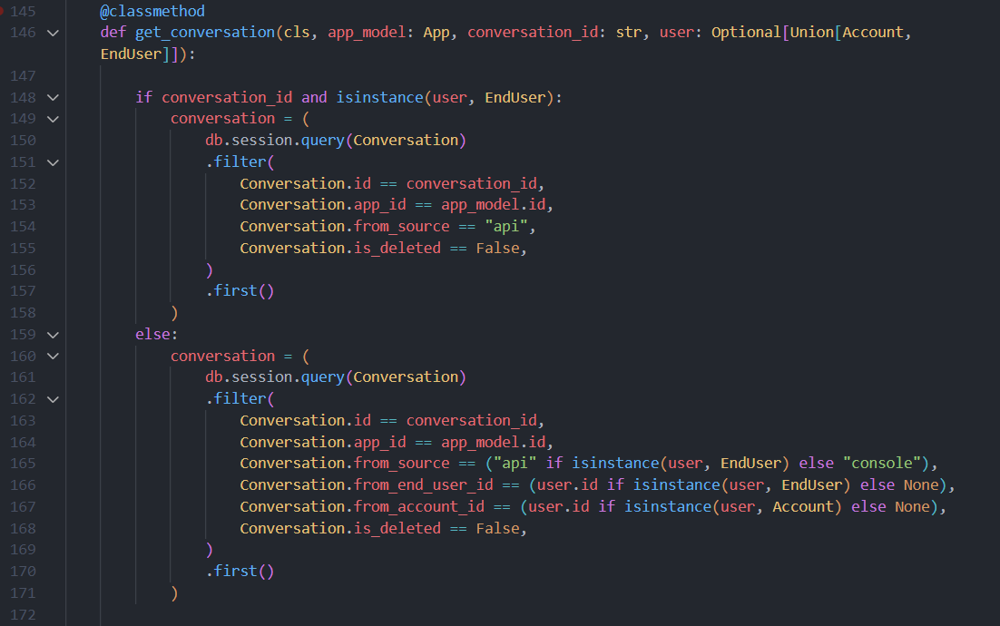 145 @classmethod
146 def get_conversation(cls, app_model: App, conversation_id: str, user: Optional[Union[Account,
EndUser]]):
147
148 if conversation_id and isinstance(user, EndUser):
149 conversation = (
150 db.session.query(Conversation)
151 .filter(
152 Conversation.id == conversation_id,
153 Conversation.app_id == app_model.id,
154 Conversation.from_source == "api",
155 Conversation.is_deleted == False,
156 )
157 .first()
158 )
159 else:
160 conversation = (
161 db.session.query(Conversation)
162 .filter(
163 Conversation.id == conversation_id,
164 Conversation.app_id == app_model.id,
165 Conversation.from_source == ("api" if isinstance(user, EndUser) else "console"),
166 Conversation.from_end_user_id == (user.id if isinstance(user, EndUser) else None),
167 Conversation.from_account_id == (user.id if isinstance(user, Account) else None),
168 Conversation.is_deleted == False,
169 )
170 .first()
171 )
172